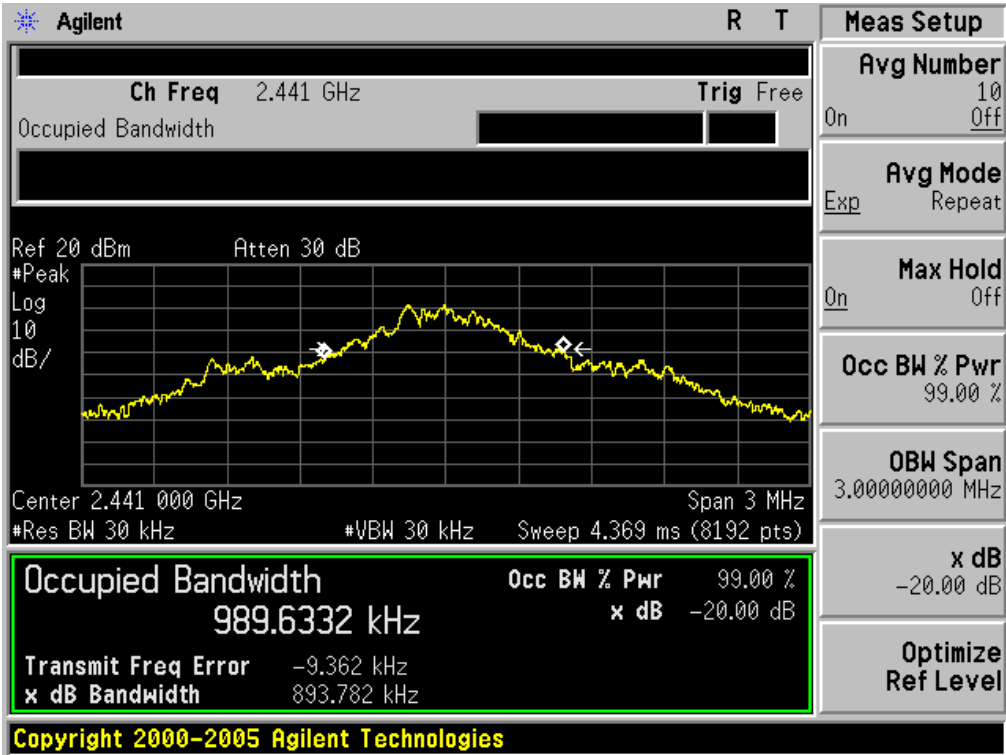 Agilent R T
Ch Freq 2.441 GHz Trig Free
Occupied Bandwidth
Ref 20 dBm Atten 30 dB
#Peak
Log
10
dB/
Center 2.441 000 GHz Span 3 MHz
#Res BW 30 kHz #VBW 30 kHz Sweep 4.369 ms (8192 pts)
Occupied Bandwidth Occ BW % Pwr 99.00 %
989.6332 kHz x dB -20.00 dB
Transmit Freq Error -9.362 kHz
x dB Bandwidth 893.782 kHz
Copyright 2000-2005 Agilent Technologies
Meas Setup
Avg Number
10
On Off
Avg Mode
Exp Repeat
Max Hold
On Off
Occ BW % Pwr
99.00 %
OBW Span
3.00000000 MHz
x dB
-20.00 dB
Optimize
Ref Level